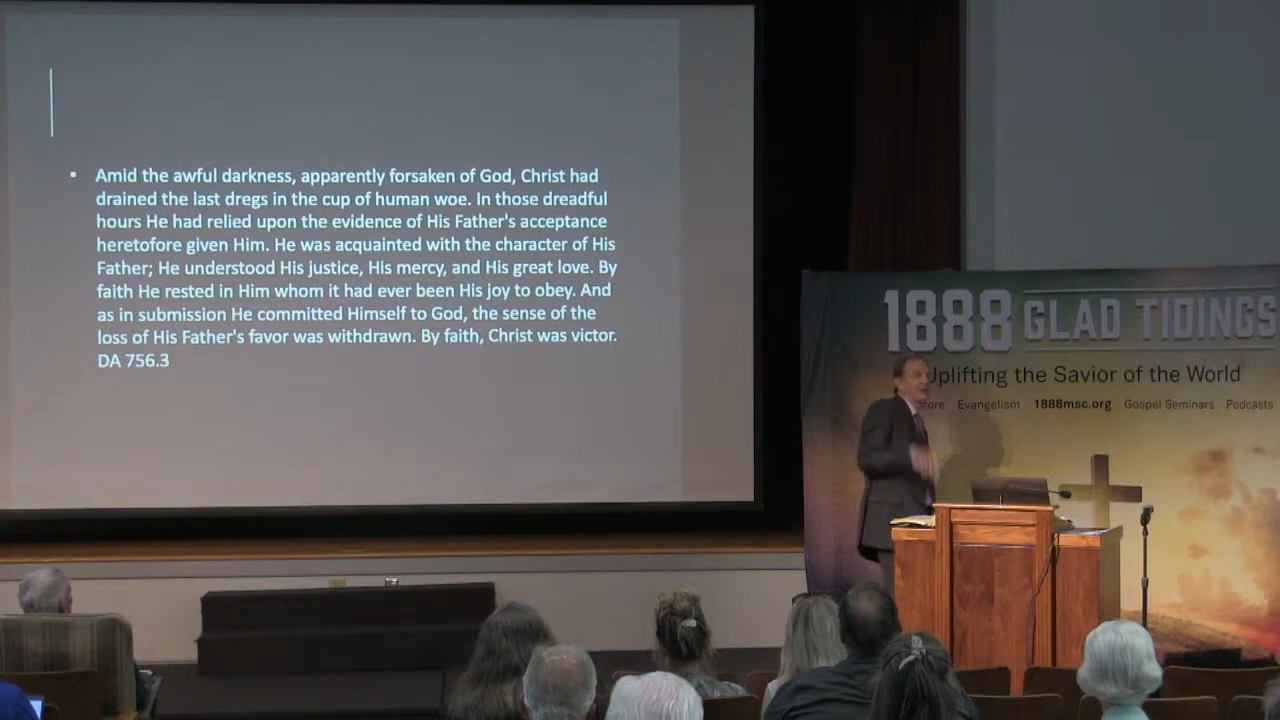 • Amid the awful darkness, apparently forsaken of God, Christ had
drained the last dregs in the cup of human woe. In those dreadful
hours He had relied upon the evidence of His Father's acceptance
heretofore given Him. He was acquainted with the character of His
Father; He understood His justice, His mercy, and His great love. By
faith He rested in Him whom it had ever been His joy to obey. And
as in submission He committed Himself to God, the sense of the
loss of His Father's favor was withdrawn. By faith, Christ was victor.
DA 756.3
1888 GLAD TIDINGS
Uplifting the Savior of the World
Evangelism 1888msc.org Gospel Seminars Podcasts